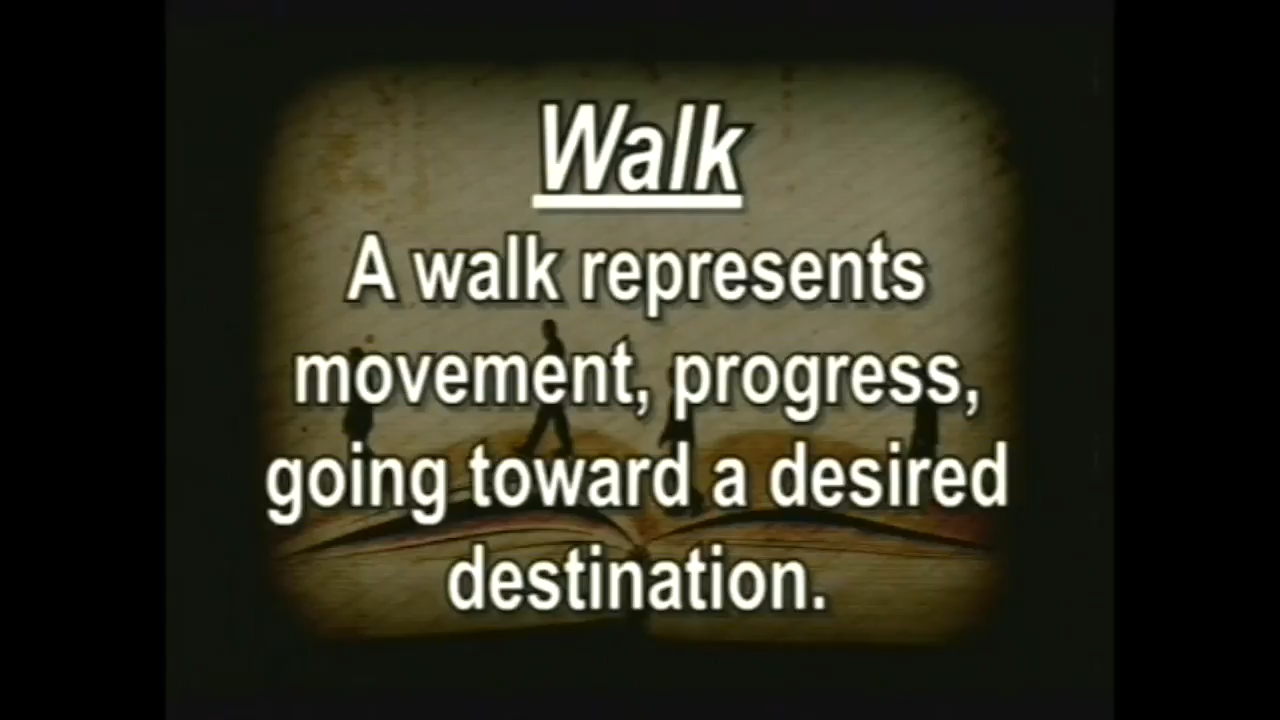 Walk
A walk represents
movement, progress,
going toward a desired
destination.